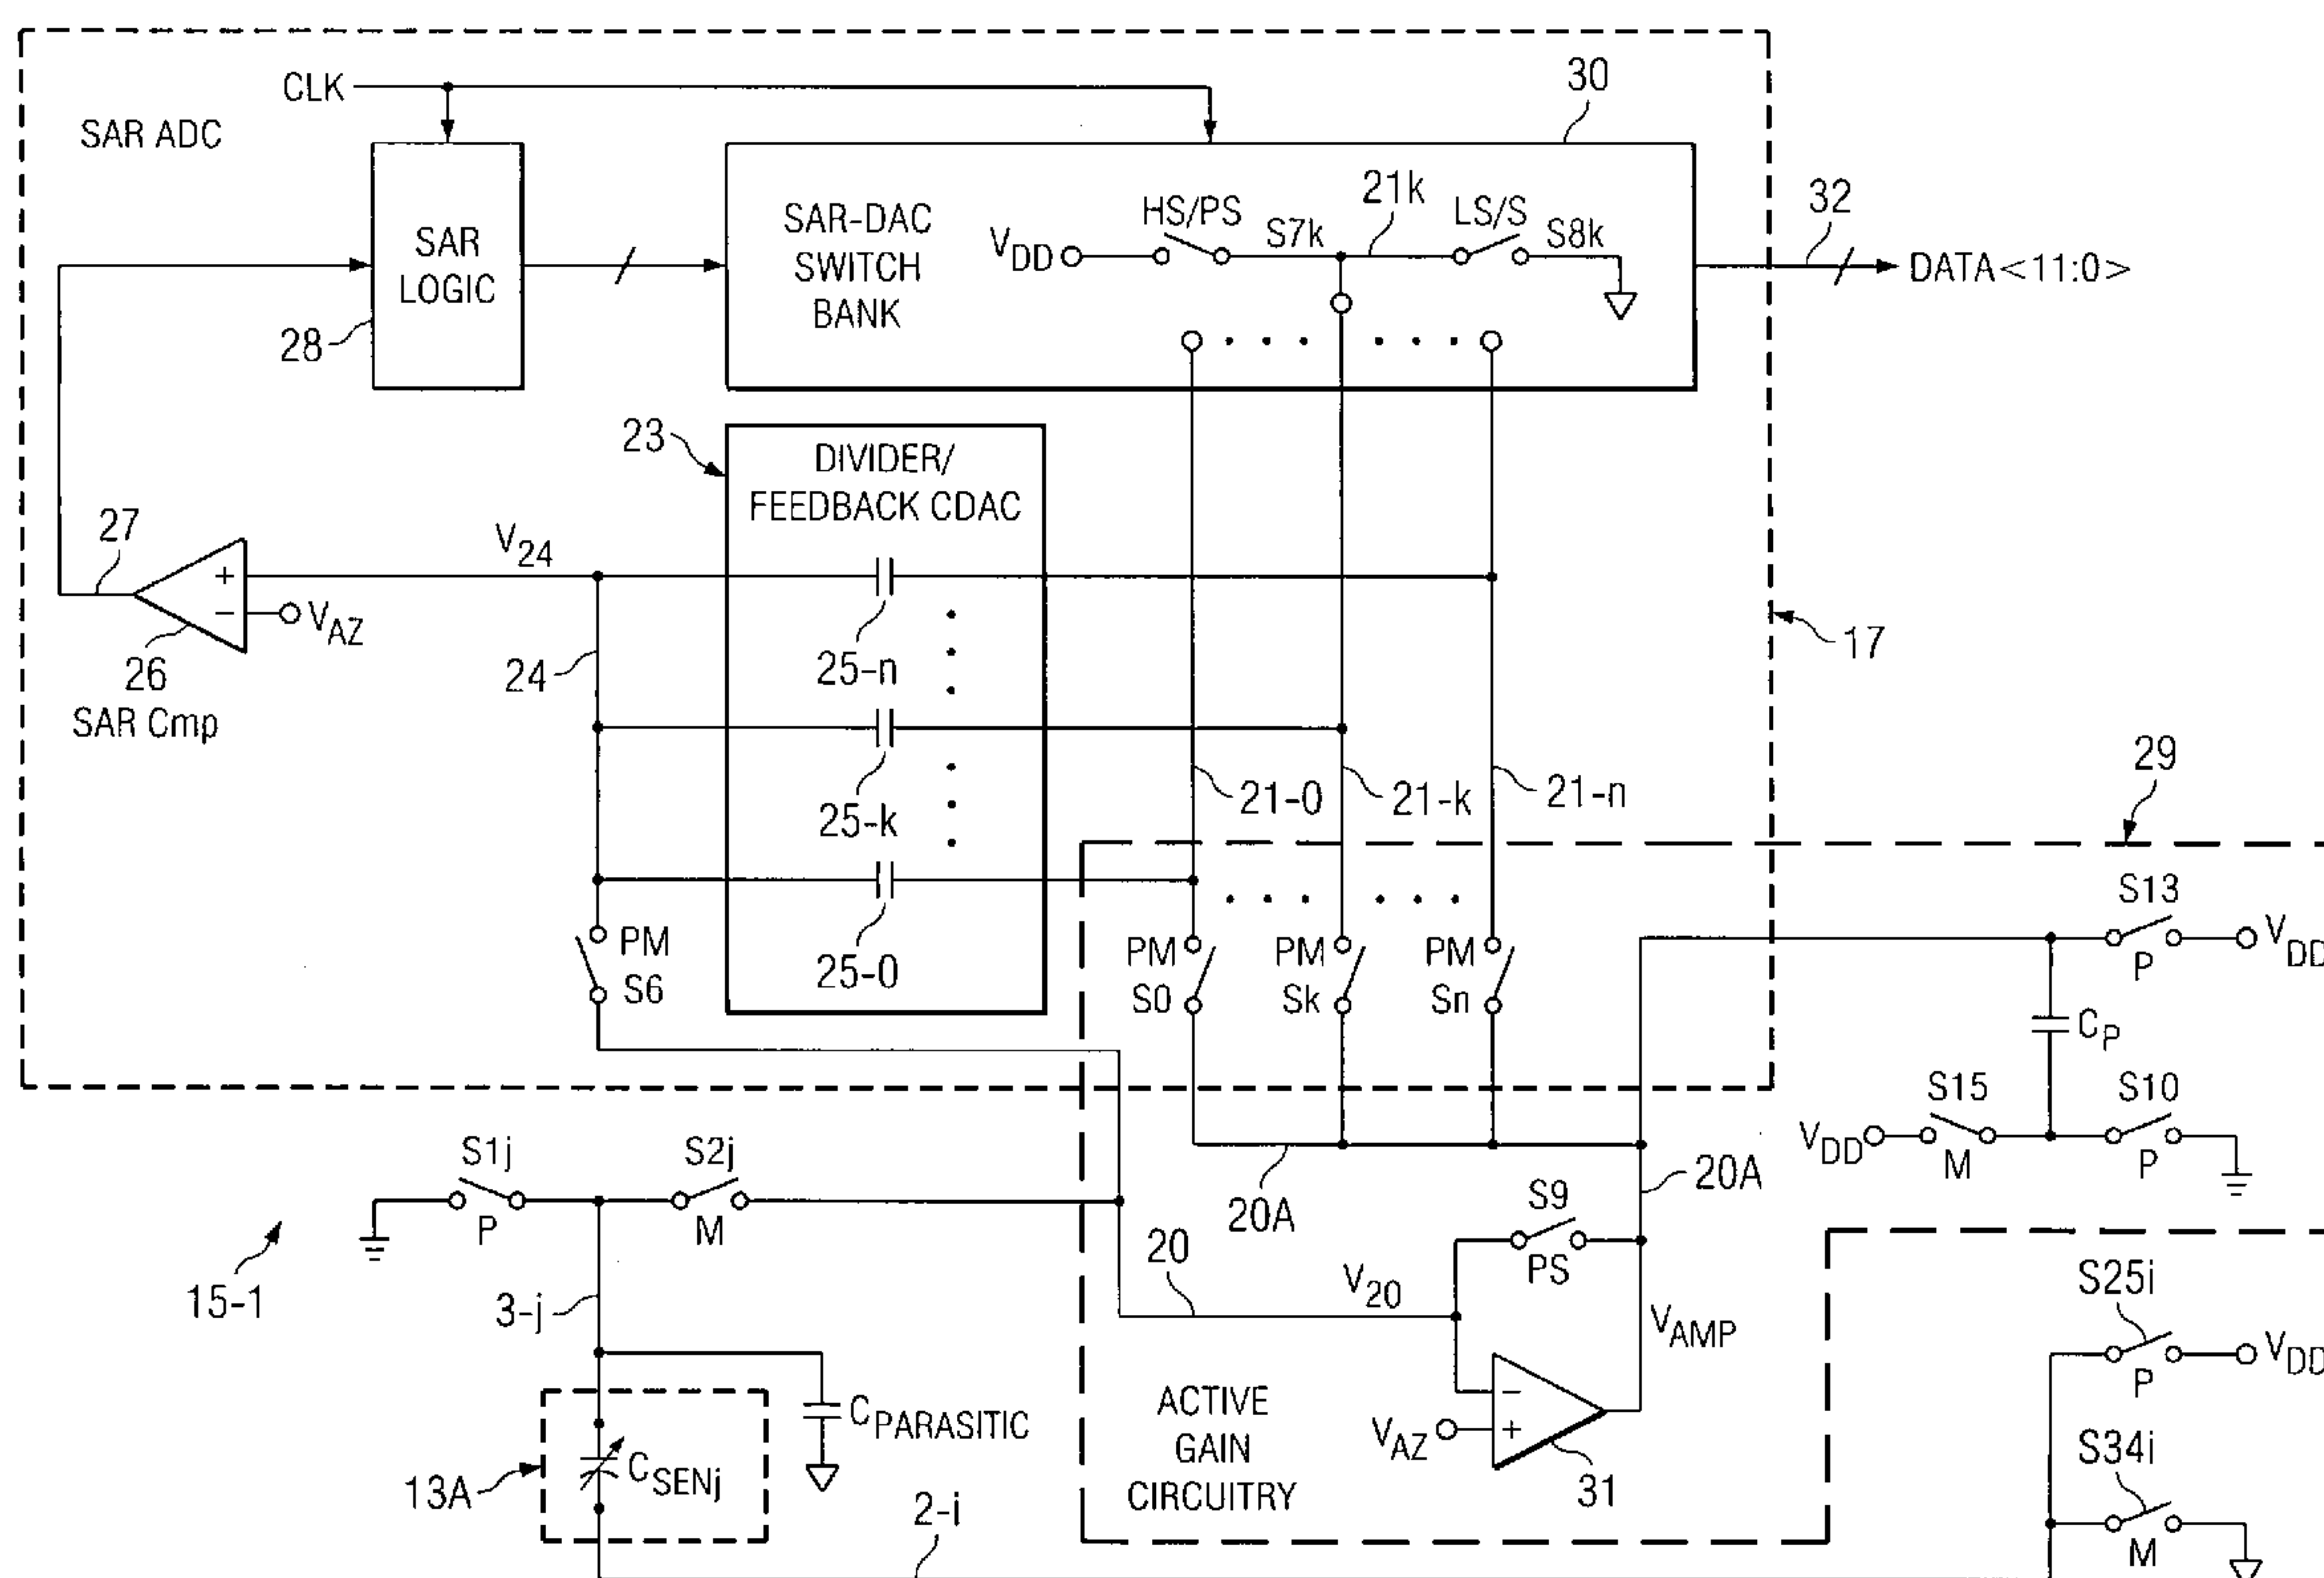 CLK
SAR ADC
SAR
LOGIC
28
SAR-DAC
SWITCH
BANK
30
VDD
HS/PS
S7k
21k
LS/S
S8k
32
DATA<11:0>
23
DIVIDER/
FEEDBACK CDAC
27
V24
+
−
VAZ
26
SAR Cmp
24
25-n
25-k
25-0
17
29
21-0
21-k
21-n
PM
S6
PM
S0
PM
Sk
PM
Sn
S13
P
VDD
CP
S15
VDD
M
S10
P
S1j
P
S2j
M
20A
20A
15-1
3-j
20
V20
S9
PS
VAMP
S25i
P
VDD
CPARASITIC
13A
CSENj
ACTIVE
GAIN
CIRCUITRY
−
+
VAZ
31
S34i
M
2-i